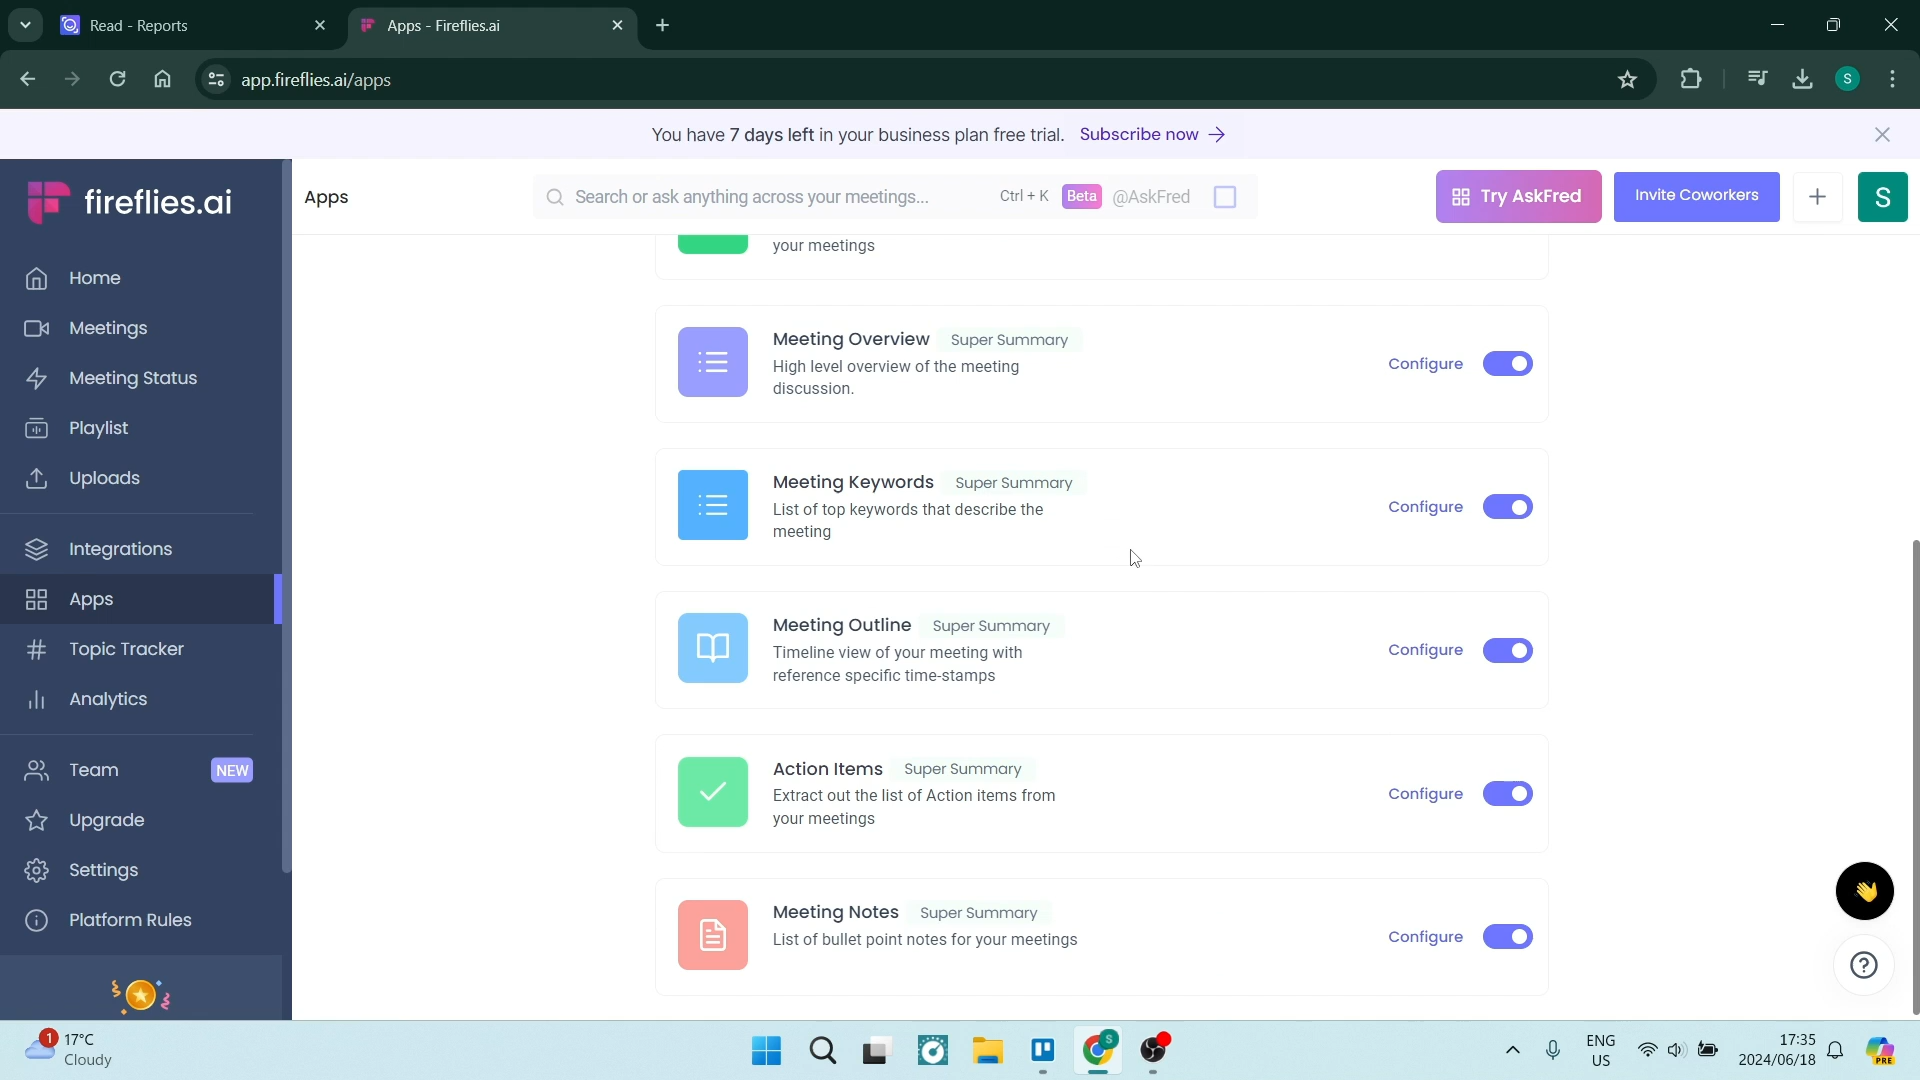 Read - Reports
Apps - Fireflies.ai
app.fireflies.ai/apps
S
You have 7 days left in your business plan free trial. Subscribe now →
fireflies.ai
Apps
Search or ask anything across your meetings... Ctrl + K Beta @AskFred
Try AskFred
Invite Coworkers
S
Home
Meetings
Meeting Status
Playlist
Uploads
Integrations
Apps
Topic Tracker
Analytics
Team NEW
Upgrade
Settings
Platform Rules
your meetings
Meeting Overview Super Summary
High level overview of the meeting
discussion.
Configure
Meeting Keywords Super Summary
List of top keywords that describe the
meeting
Configure
Meeting Outline Super Summary
Timeline view of your meeting with
reference specific time-stamps
Configure
Action Items Super Summary
Extract out the list of Action items from
your meetings
Configure
Meeting Notes Super Summary
List of bullet point notes for your meetings
Configure
1 17°C
Cloudy
S
ENG
US
17:35
2024/06/18
PRE